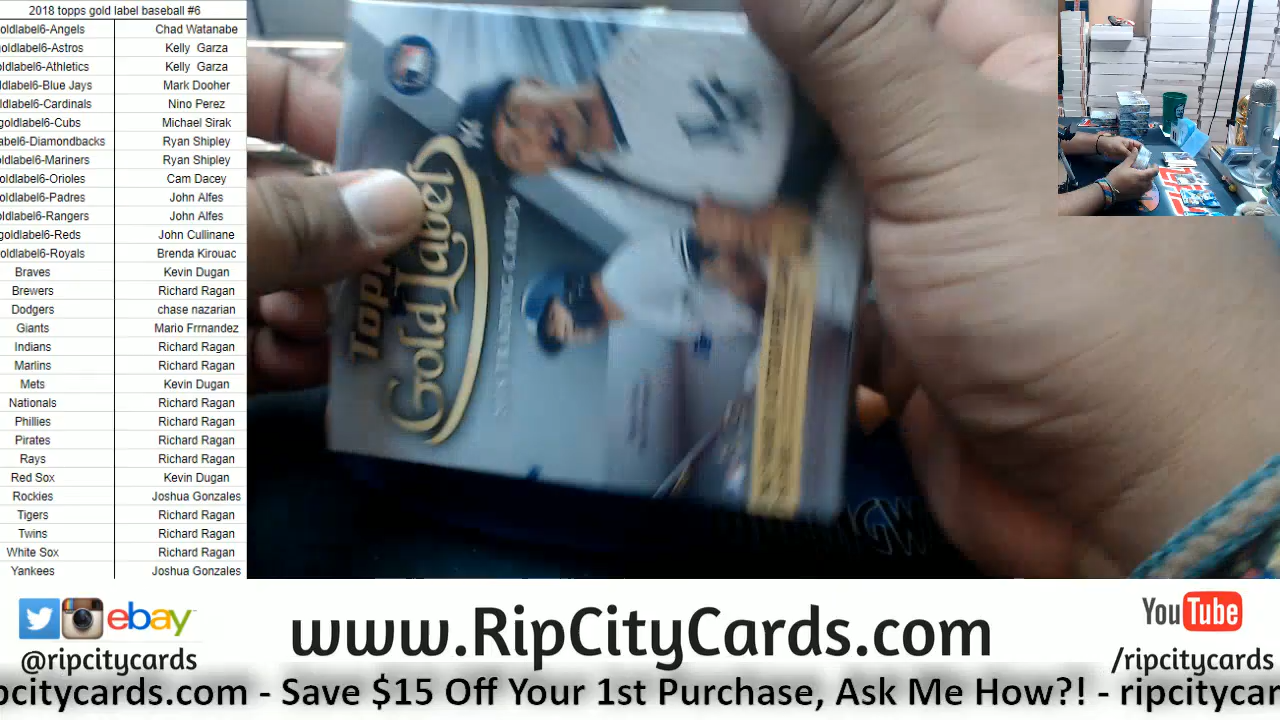 2018 topps gold label baseball #6
oldlabel6-Angels Chad Watanabe
oldlabel6-Astros Kelly Garza
oldlabel6-Athletics Kelly Garza
ldlabel6-Blue Jays Mark Dooher
ldlabel6-Cardinals Nino Perez
goldlabel6-Cubs Michael Sirak
abel6-Diamondbacks Ryan Shipley
oldlabel6-Mariners Ryan Shipley
oldlabel6-Orioles Cam Dacey
oldlabel6-Padres John Alfes
oldlabel6-Rangers John Alfes
goldlabel6-Reds John Cullinane
oldlabel6-Royals Brenda Kirouac
Braves Kevin Dugan
Brewers Richard Ragan
Dodgers chase nazarian
Giants Mario Frrnandez
Indians Richard Ragan
Marlins Richard Ragan
Mets Kevin Dugan
Nationals Richard Ragan
Phillies Richard Ragan
Pirates Richard Ragan
Rays Richard Ragan
Red Sox Kevin Dugan
Rockies Joshua Gonzales
Tigers Richard Ragan
Twins Richard Ragan
White Sox Richard Ragan
Yankees Joshua Gonzales
Topp
Gold Label
ebay
@ripcitycards
www.RipCityCards.com
YouTube
/ripcitycards
pcitycards.com - Save $15 Off Your 1st Purchase, Ask Me How?! - ripcitycar